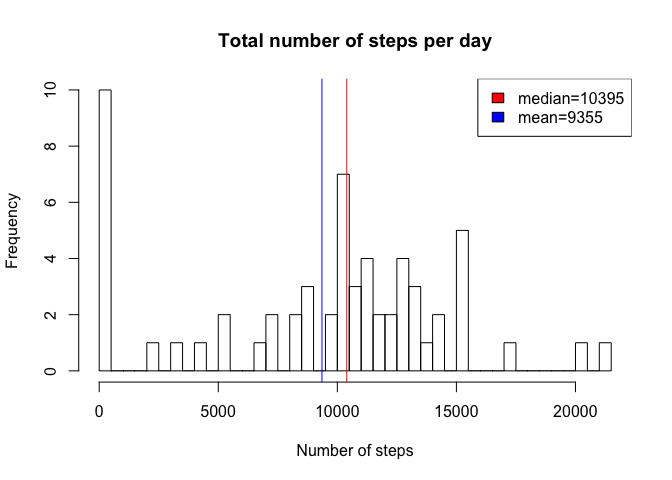 Total number of steps per day
median=10395
mean=9355
Frequency
10
8
6
4
2
0
0 5000 10000 15000 20000
Number of steps